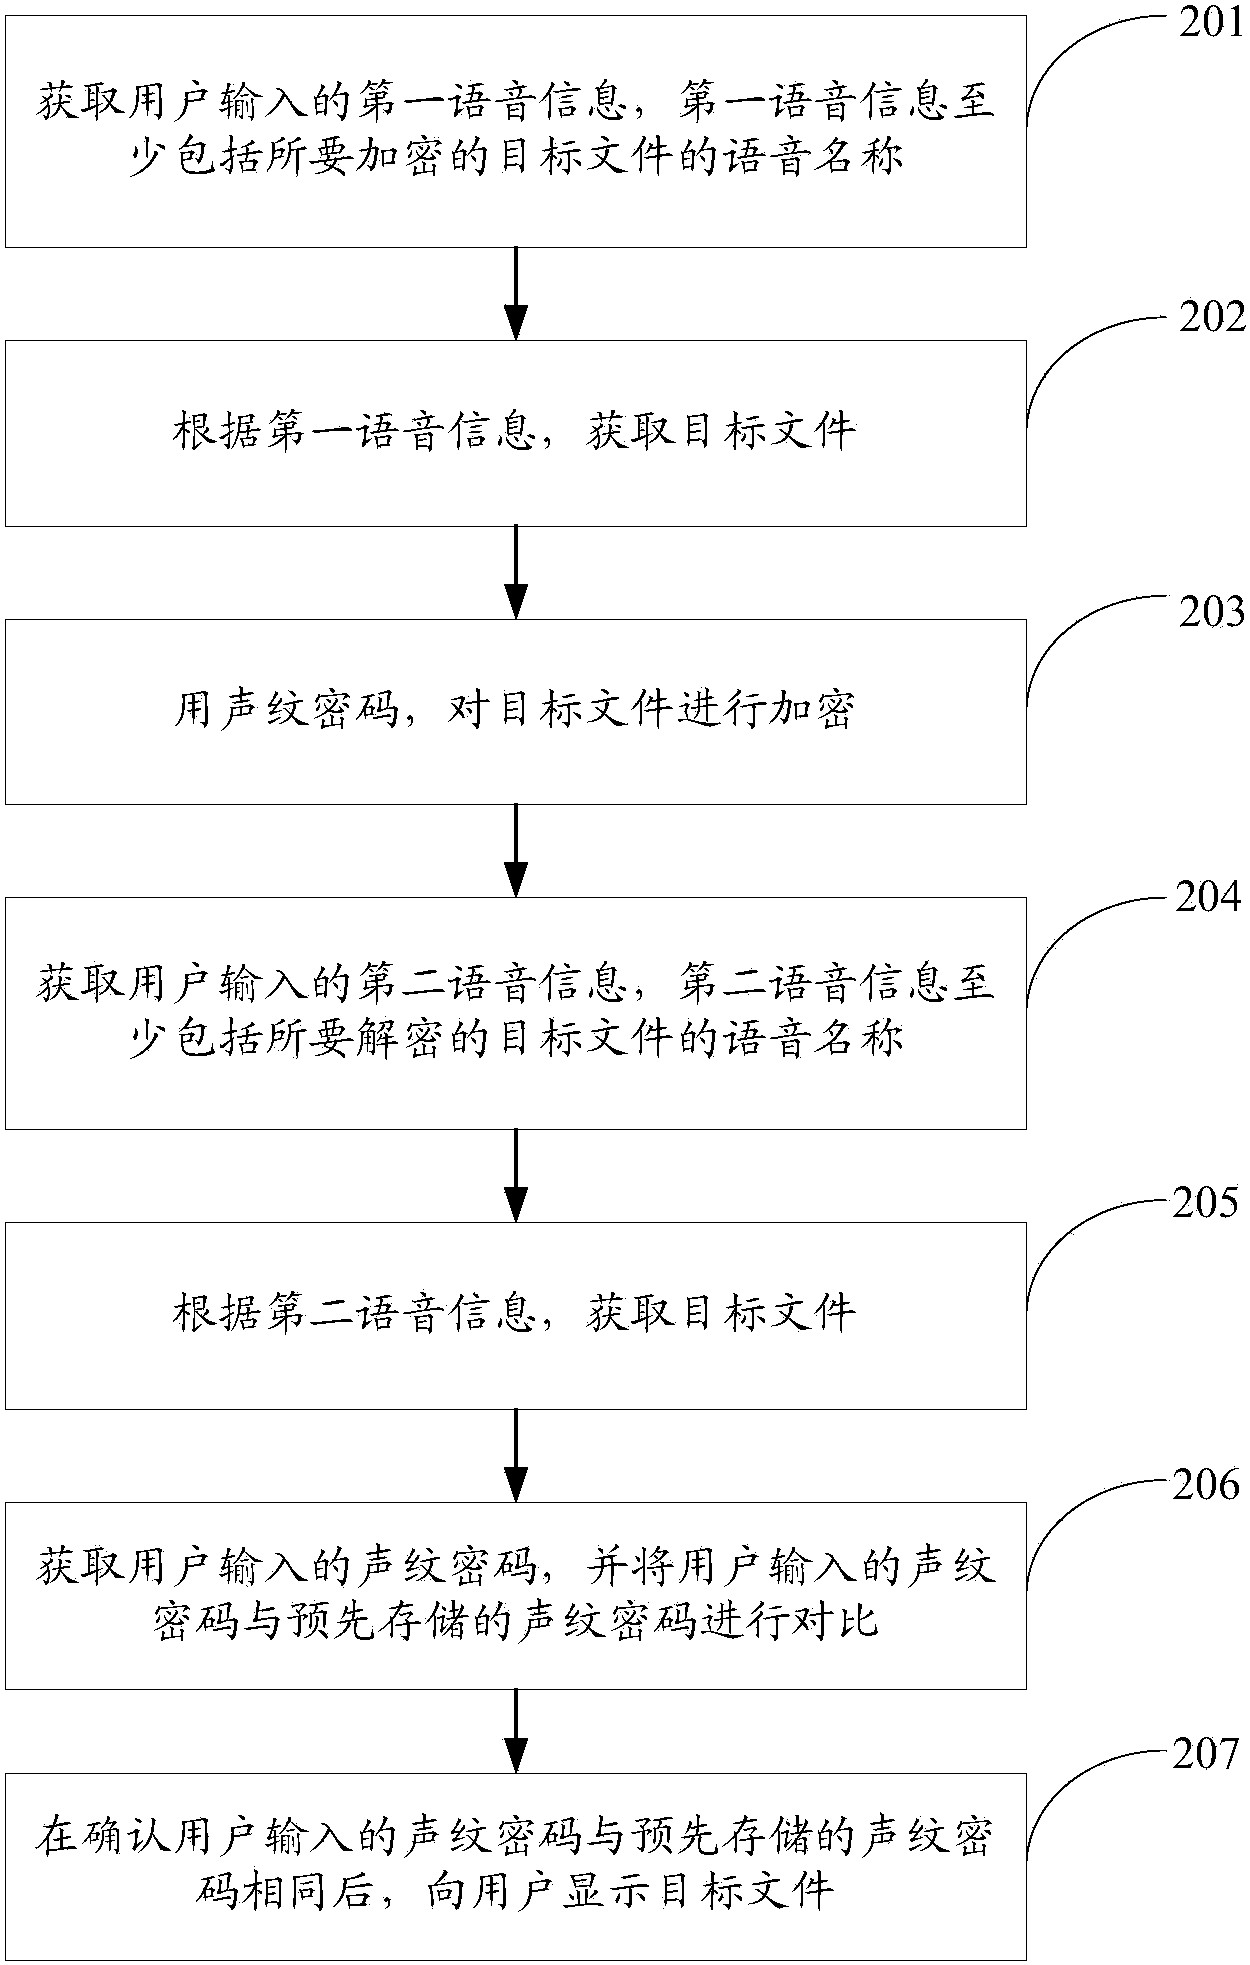 201
获取用户输入的第一语音信息，第一语音信息至
少包括所要加密的目标文件的语音名称
202
根据第一语音信息，获取目标文件
203
用声纹密码，对目标文件进行加密
204
获取用户输入的第二语音信息，第二语音信息至
少包括所要解密的目标文件的语音名称
205
根据第二语音信息，获取目标文件
206
获取用户输入的声纹密码，并将用户输入的声纹
密码与预先存储的声纹密码进行对比
207
在确认用户输入的声纹密码与预先存储的声纹密
码相同后，向用户显示目标文件